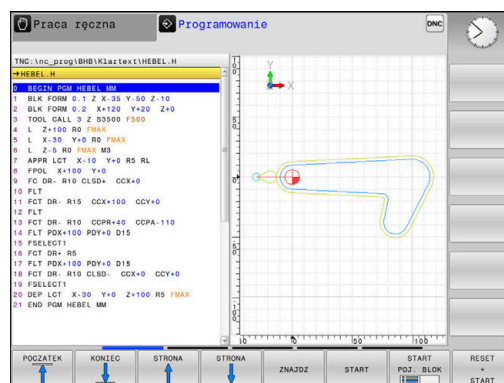 Praca ręczna
Programowanie
DNC
TNC:\nc_prog\BHB\Klartext\HEBEL.H
→HEBEL.H
0 BEGIN PGM HEBEL MM
1 BLK FORM 0.1 Z X-35 Y-50 Z-10
2 BLK FORM 0.2 X+120 Y+20 Z+0
3 TOOL CALL 3 Z S3500 F500
4 L Z+100 R0 FMAX
5 L X-30 Y+0 R0 FMAX
6 L Z-5 R0 FMAX M3
7 APPR LCT X-10 Y+0 R5 RL
8 FPOL X+100 Y+0
9 FC DR- R10 CLSD+ CCX+0
10 FLT
11 FCT DR- R15 CCX+100 CCY+0
12 FLT
13 FCT DR- R10 CCPR+40 CCPA-110
14 FLT PDX+100 PDY+0 D15
15 FSELECT1
16 FCT DR+ R5
17 FLT PDX+100 PDY+0 D15
18 FCT DR- R10 CLSD- CCX+0 CCY+0
19 FSELECT1
20 DEP LCT X-30 Y+0 Z+100 R5 FMAX
21 END PGM HEBEL MM
Y
X
0
50
100
POCZATEK
KONIEC
STRONA
STRONA
ZNAJDZ
START
START
POJ. BLOK
RESET
+
START